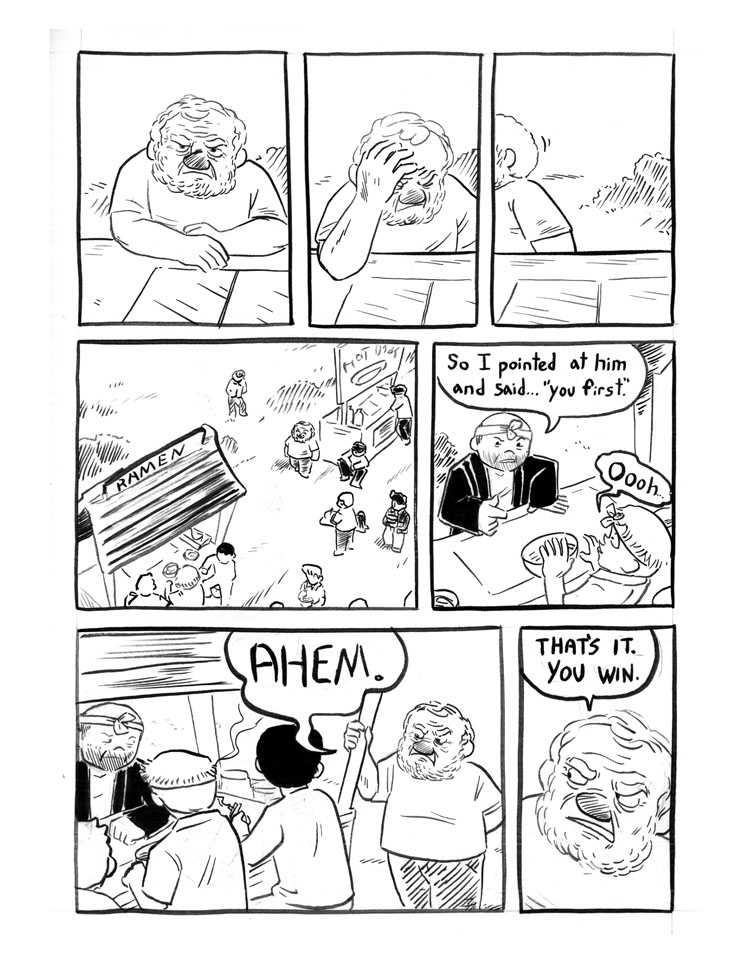 HOT DOGS
RAMEN
So I pointed at him
and said... "you first."
Oooh..
AHEM.
THAT'S IT.
YOU WIN.